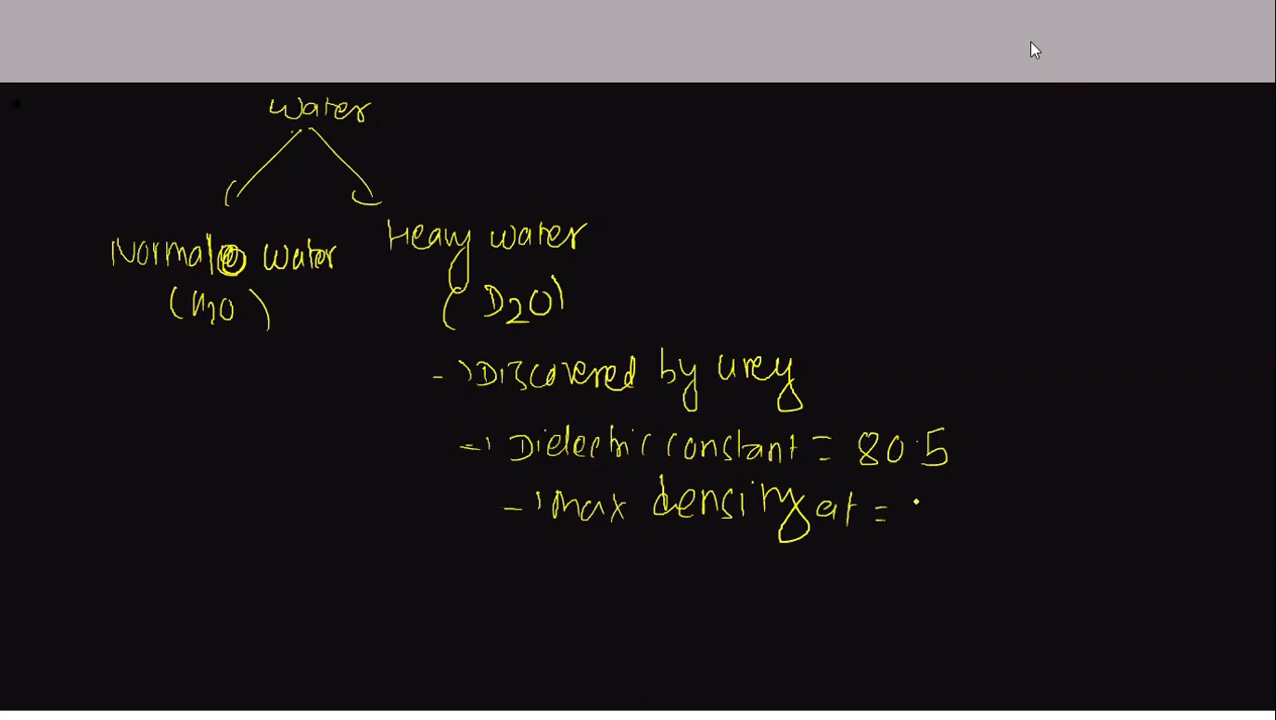 Water
Normal Water
Heavy water
(H2O)
(D2O)
→ Discovered by urey
→ Dielectric constant = 80.5
→ max density at =